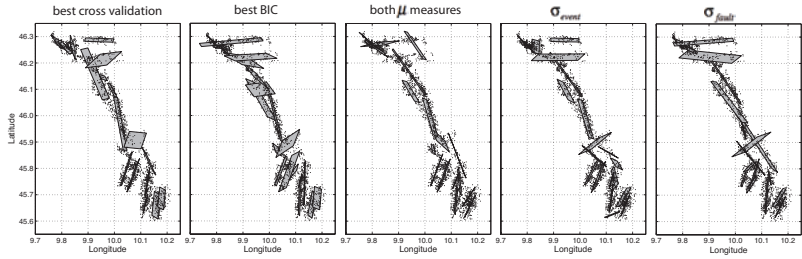 best cross validation
best BIC
both μ measures
σ event
σ fault
46.3
46.2
46.1
46.0
45.9
45.8
45.7
45.6
Latitude
9.7 9.8 9.9 10.0 10.1 10.2
Longitude
9.7 9.8 9.9 10.0 10.1 10.2
Longitude
9.7 9.8 9.9 10.0 10.1 10.2
Longitude
9.7 9.8 9.9 10.0 10.1 10.2
Longitude
9.7 9.8 9.9 10.0 10.1 10.2
Longitude